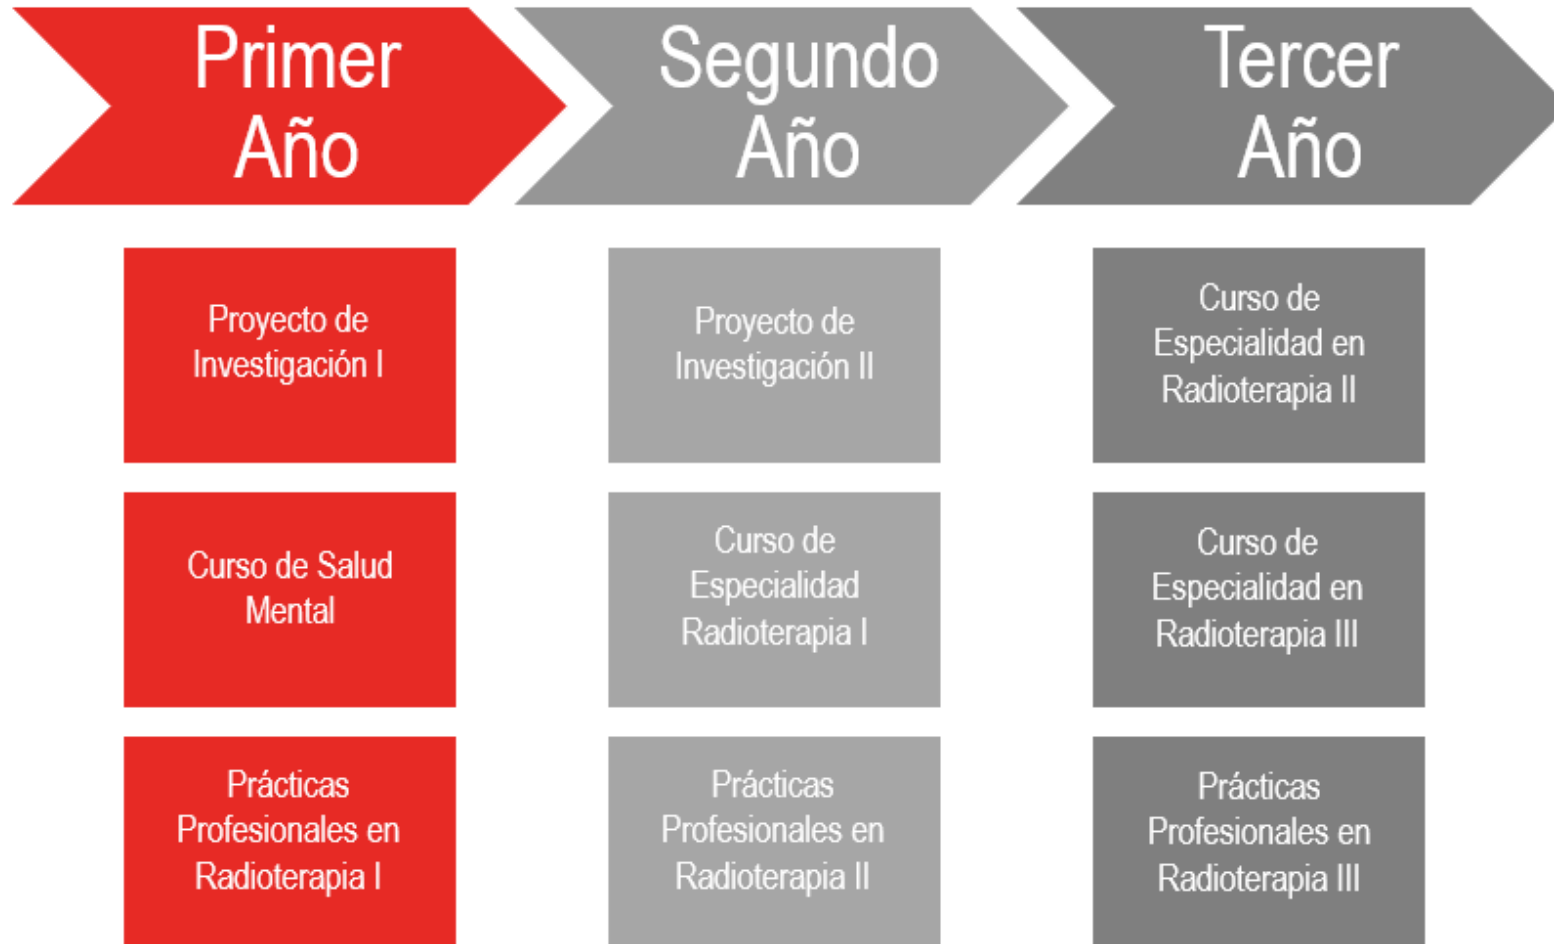 Primer
Año
Segundo
Año
Tercer
Año
Proyecto de
Investigación I
Proyecto de
Investigación II
Curso de
Especialidad en
Radioterapia II
Curso de Salud
Mental
Curso de
Especialidad
Radioterapia I
Curso de
Especialidad en
Radioterapia III
Prácticas
Profesionales en
Radioterapia I
Prácticas
Profesionales en
Radioterapia II
Prácticas
Profesionales en
Radioterapia III